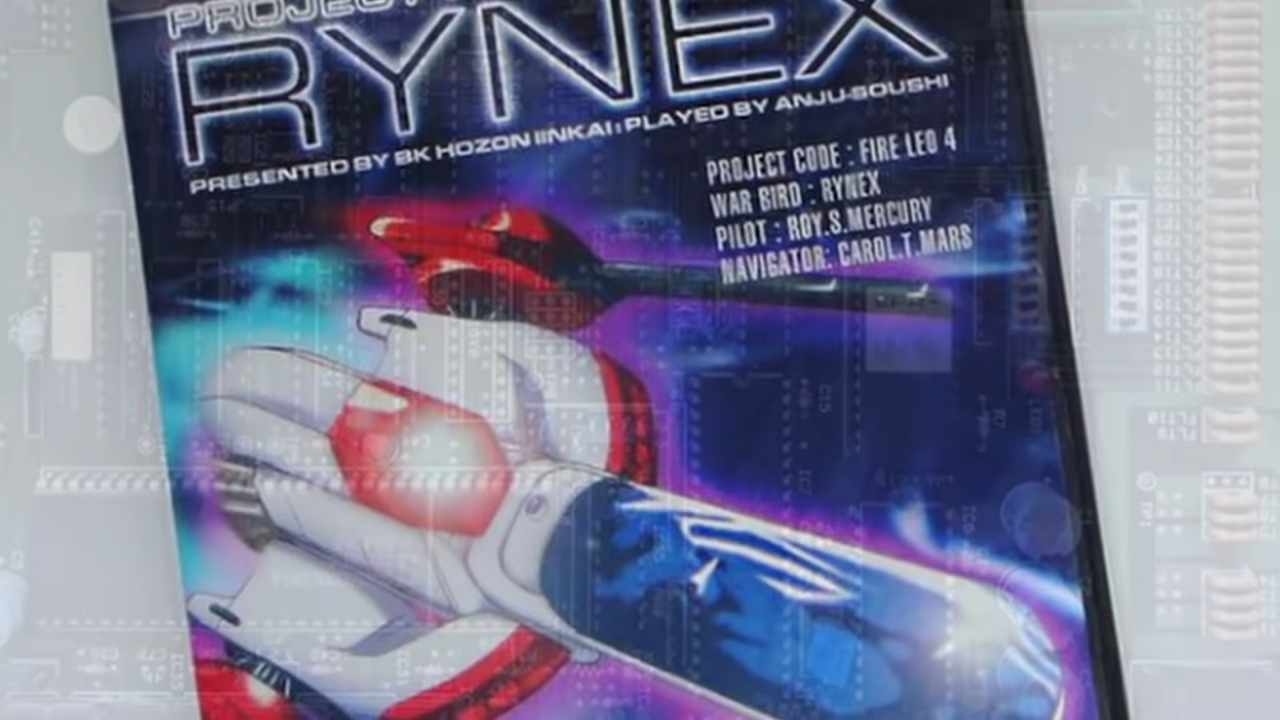 PROJECT
RYNEX
PRESENTED BY BK HOZON IINKAI : PLAYED BY ANJU-SOUSHI
PROJECT CODE : FIRE LEO 4
WAR BIRD : RYNEX
PILOT : ROY.S.MERCURY
NAVIGATOR: CAROL.T.MARS